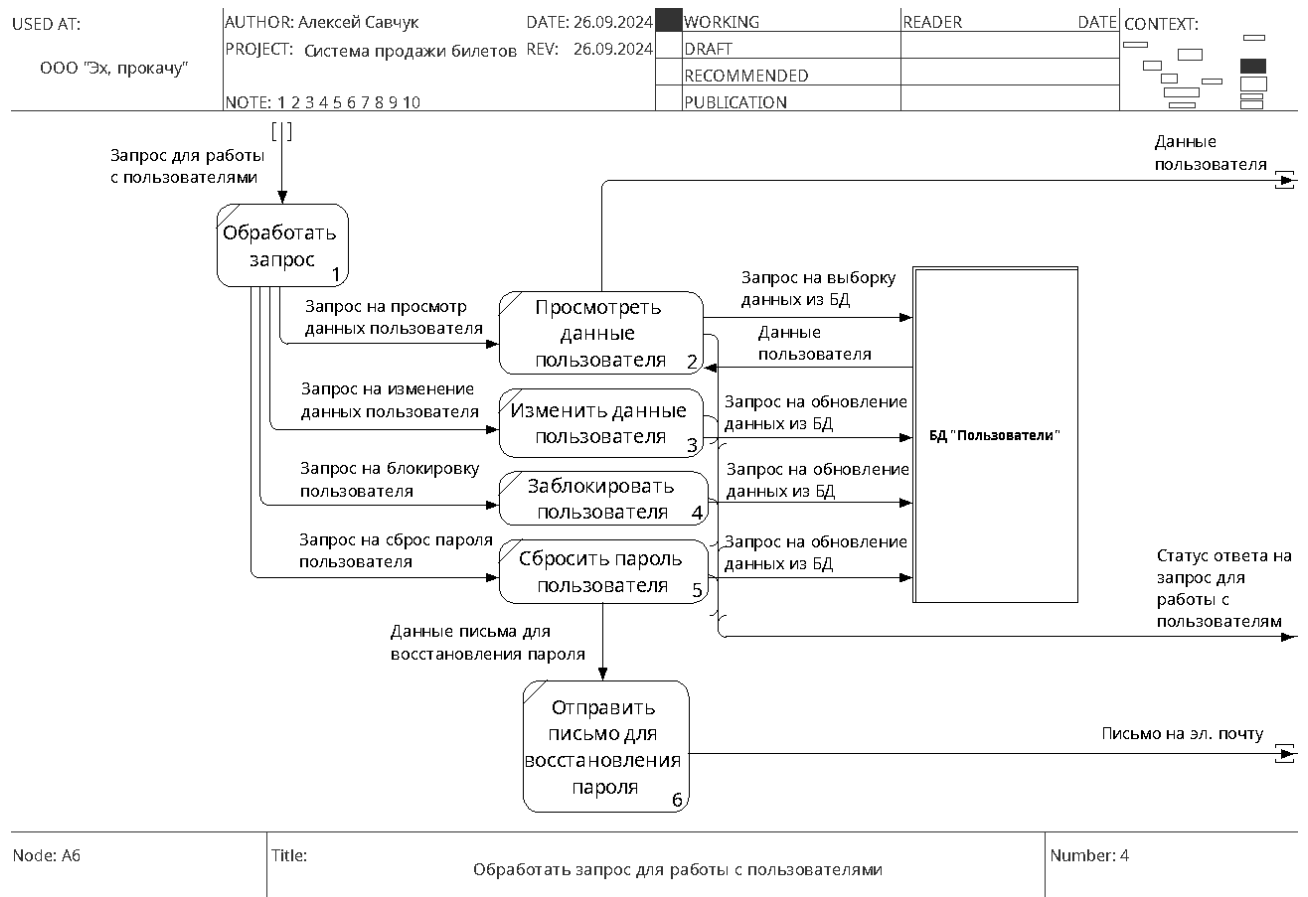 USED AT:
ООО "Эх, прокачу"
AUTHOR: Алексей Савчук
DATE: 26.09.2024
PROJECT: Система продажи билетов
REV: 26.09.2024
NOTE: 1 2 3 4 5 6 7 8 9 10
WORKING
DRAFT
RECOMMENDED
PUBLICATION
READER
DATE
CONTEXT:
Запрос для работы
с пользователями
Данные
пользователя
Обработать
запрос
1
Запрос на просмотр
данных пользователя
Просмотреть
данные
пользователя
2
Запрос на выборку
данных из БД
Данные
пользователя
Запрос на изменение
данных пользователя
Изменить данные
пользователя
3
Запрос на обновление
данных из БД
БД "Пользователи"
Запрос на блокировку
пользователя
Заблокировать
пользователя
4
Запрос на обновление
данных из БД
Запрос на сброс пароля
пользователя
Сбросить пароль
пользователя
5
Запрос на обновление
данных из БД
Статус ответа на
запрос для
работы с
пользователям
Данные письма для
восстановления пароля
Отправить
письмо для
восстановления
пароля
6
Письмо на эл. почту
Node: A6
Title:
Обработать запрос для работы с пользователями
Number: 4